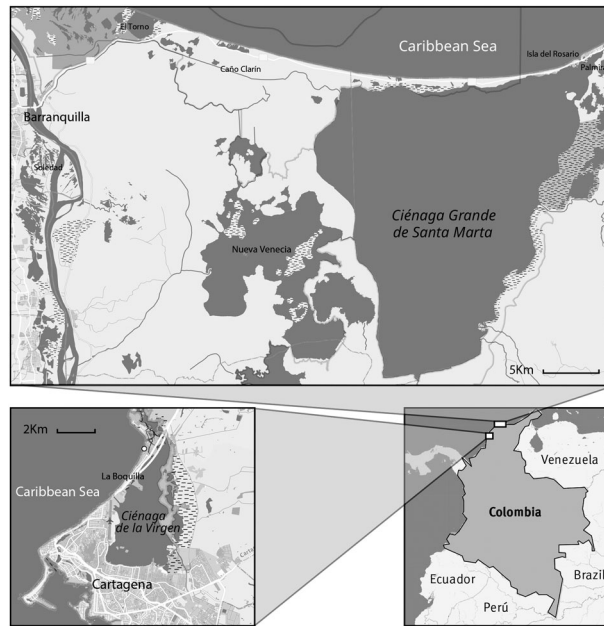 El Torno
Caribbean Sea
Isla del Rosario
Caño Clarín
Barranquilla
Soledad
Ciénaga Grande
de Santa Marta
Nueva Venecia
5Km
2Km
La Boquilla
Caribbean Sea
Ciénaga
de la Virgen
Cartagena
Venezuela
Colombia
Ecuador
Brazil
Perú